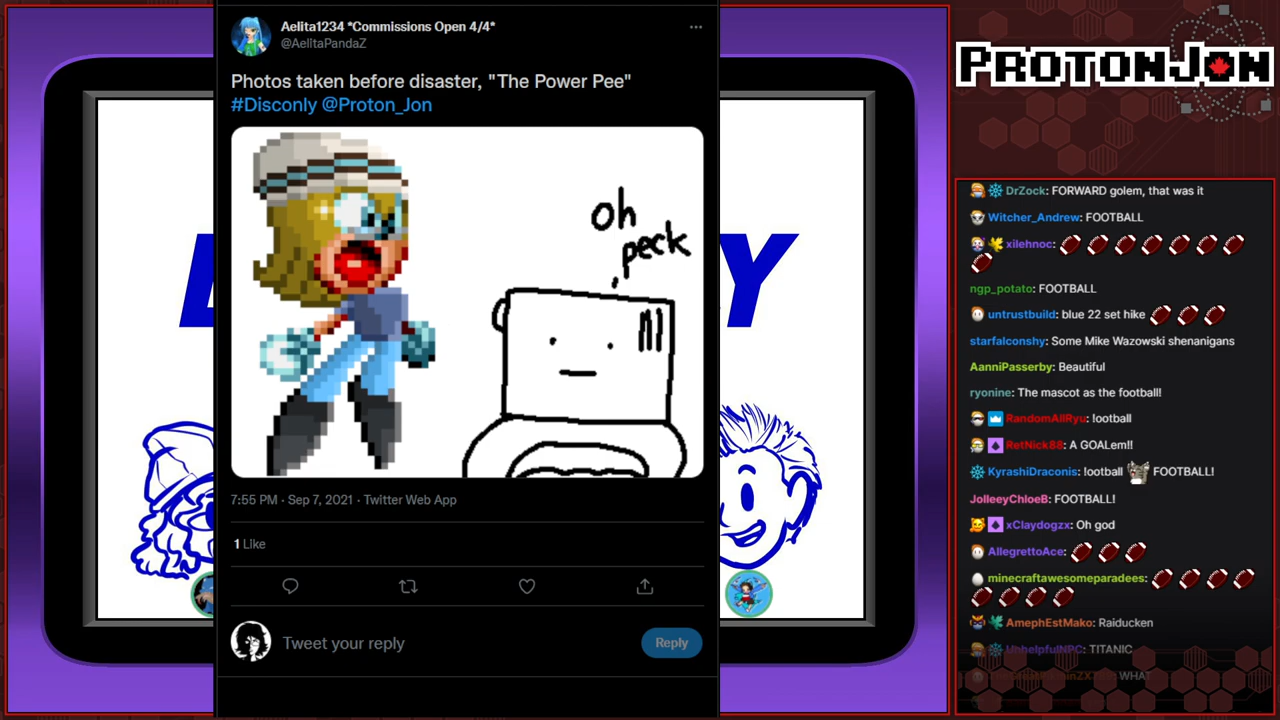 Aelita1234 *Commissions Open 4/4*
@AelitaPandaZ
Photos taken before disaster, "The Power Pee"
#Disconly @Proton_Jon
oh
peck
7:55 PM · Sep 7, 2021 · Twitter Web App
1 Like
Tweet your reply
Reply
Y
PROTONJON
DrZock: FORWARD golem, that was it
Witcher_Andrew: FOOTBALL
xilehnoc:
ngp_potato: FOOTBALL
untrustbuild: blue 22 set hike
starfalconshy: Some Mike Wazowski shenanigans
AanniPasserby: Beautiful
ryonine: The mascot as the football!
RandomAllRyu: !ootball
RetNick88: A GOALem!!
KyrashiDraconis: !ootball FOOTBALL!
JolleeyChloeB: FOOTBALL!
xClaydogzx: Oh god
AllegrettoAce:
minecraftawesomeparadees:
AmephEstMako: Raiducken
UnhelpfulNPC: TITANIC
WHAT